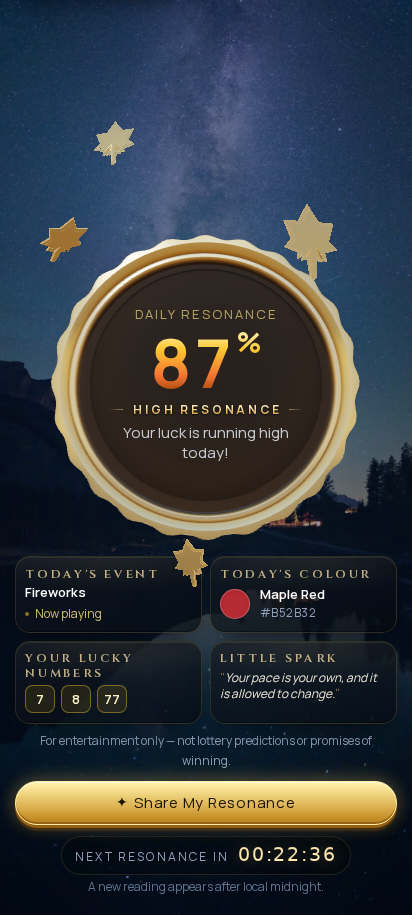 DAILY RESONANCE
87%
HIGH RESONANCE
Your luck is running high
today!
TODAY'S EVENT
Fireworks
• Now playing
TODAY'S COLOUR
Maple Red
#B52B32
YOUR LUCKY
NUMBERS
7 8 77
LITTLE SPARK
"Your pace is your own, and it
is allowed to change."
For entertainment only — not lottery predictions or promises of
winning.
✦ Share My Resonance
NEXT RESONANCE IN 00:22:36
A new reading appears after local midnight.